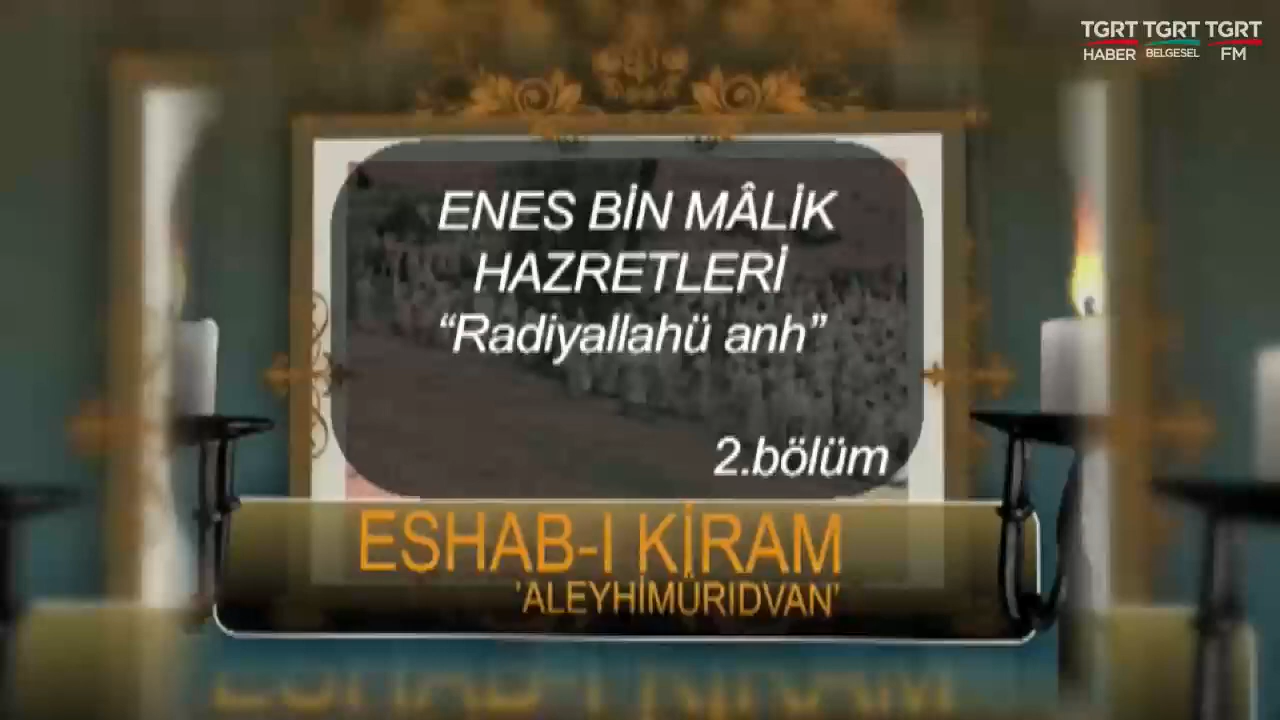 TGRT TGRT TGRT
HABER BELGESEL FM
ENES BİN MÂLİK
HAZRETLERİ
“Radiyallahü anh”
2.bölüm
ESHAB-I KİRAM
'ALEYHİMÜRIDVAN'